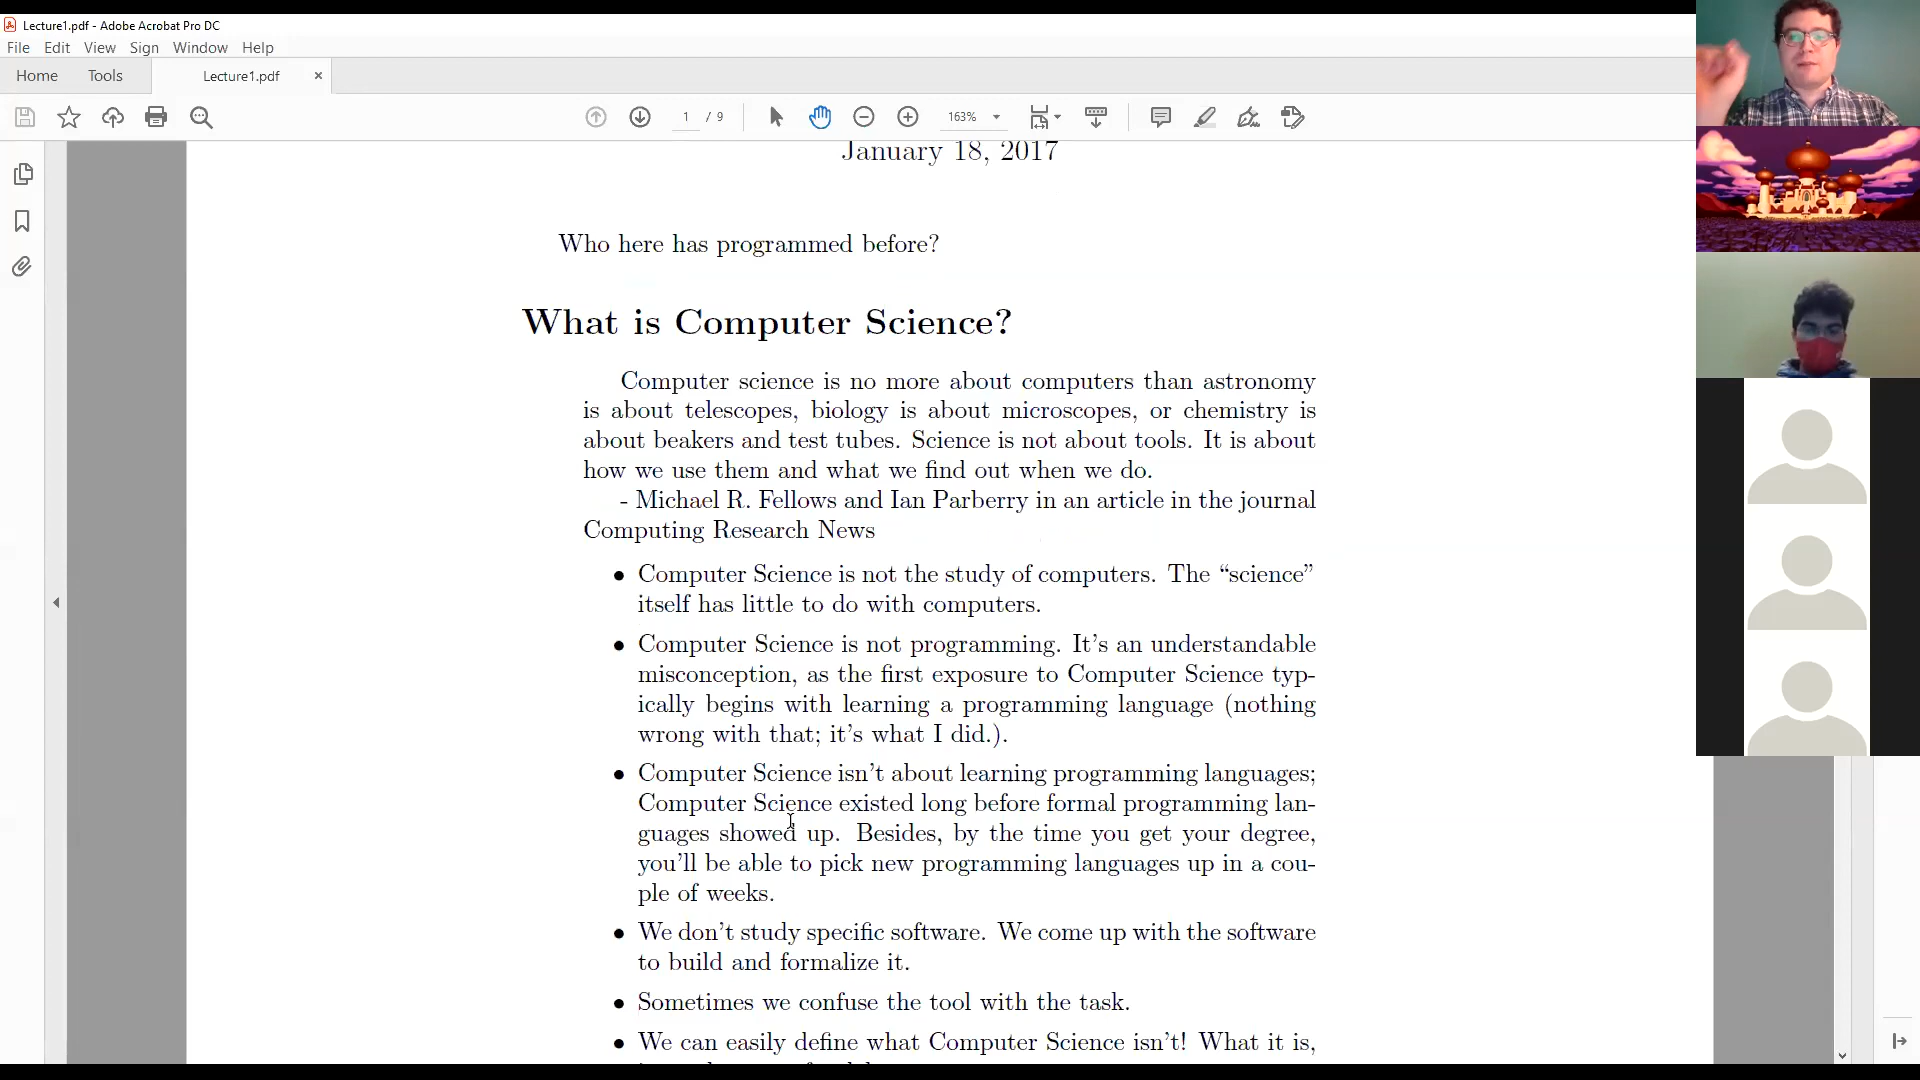 Lecture1.pdf - Adobe Acrobat Pro DC
File Edit View Sign Window Help
Home Tools Lecture1.pdf ×
1 / 9 163%
January 18, 2017
Who here has programmed before?
What is Computer Science?
Computer science is no more about computers than astronomy
is about telescopes, biology is about microscopes, or chemistry is
about beakers and test tubes. Science is not about tools. It is about
how we use them and what we find out when we do.
- Michael R. Fellows and Ian Parberry in an article in the journal
Computing Research News
• Computer Science is not the study of computers. The “science”
itself has little to do with computers.
• Computer Science is not programming. It’s an understandable
misconception, as the first exposure to Computer Science typ-
ically begins with learning a programming language (nothing
wrong with that; it’s what I did.).
• Computer Science isn’t about learning programming languages;
Computer Science existed long before formal programming lan-
guages showed up. Besides, by the time you get your degree,
you’ll be able to pick new programming languages up in a cou-
ple of weeks.
• We don’t study specific software. We come up with the software
to build and formalize it.
• Sometimes we confuse the tool with the task.
• We can easily define what Computer Science isn’t! What it is,